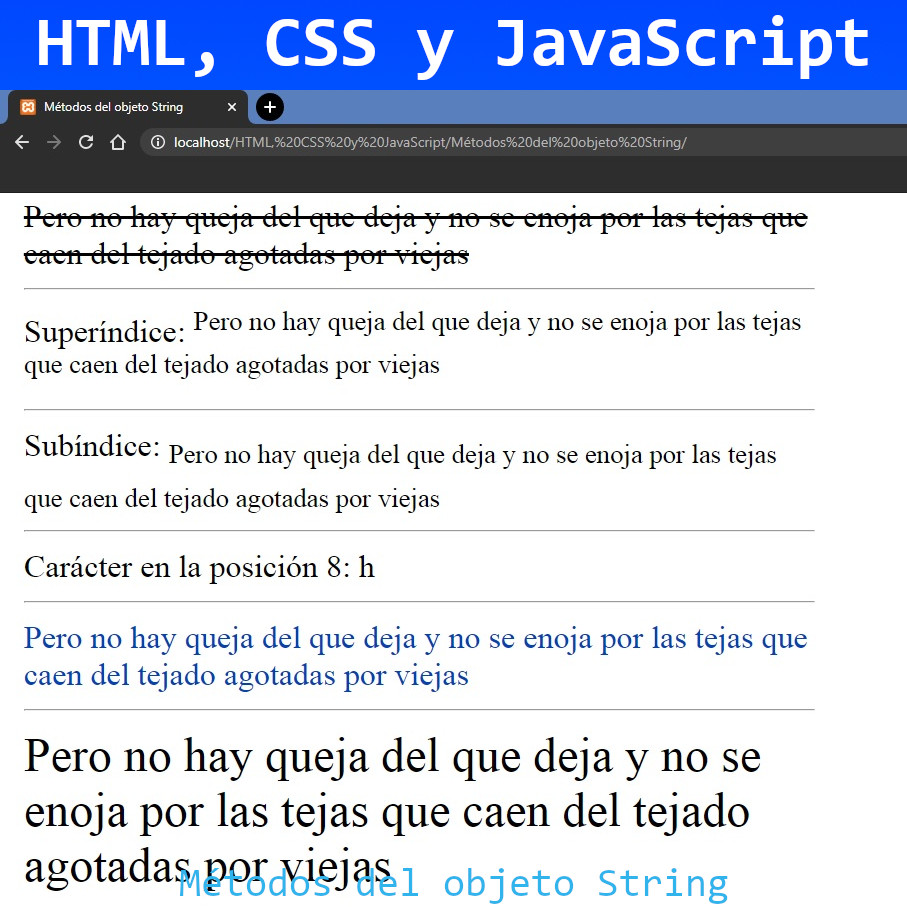 HTML, CSS y JavaScript
Métodos del objeto String
localhost/HTML,%20CSS%20y%20JavaScript/Métodos%20del%20objeto%20String/
Pero no hay queja del que deja y no se enoja por las tejas que
caen del tejado agotadas por viejas
Superíndice: Pero no hay queja del que deja y no se enoja por las tejas
que caen del tejado agotadas por viejas
Subíndice: Pero no hay queja del que deja y no se enoja por las tejas
que caen del tejado agotadas por viejas
Carácter en la posición 8: h
Pero no hay queja del que deja y no se enoja por las tejas que
caen del tejado agotadas por viejas
Pero no hay queja del que deja y no se
enoja por las tejas que caen del tejado
agotadas por viejas
Métodos del objeto String